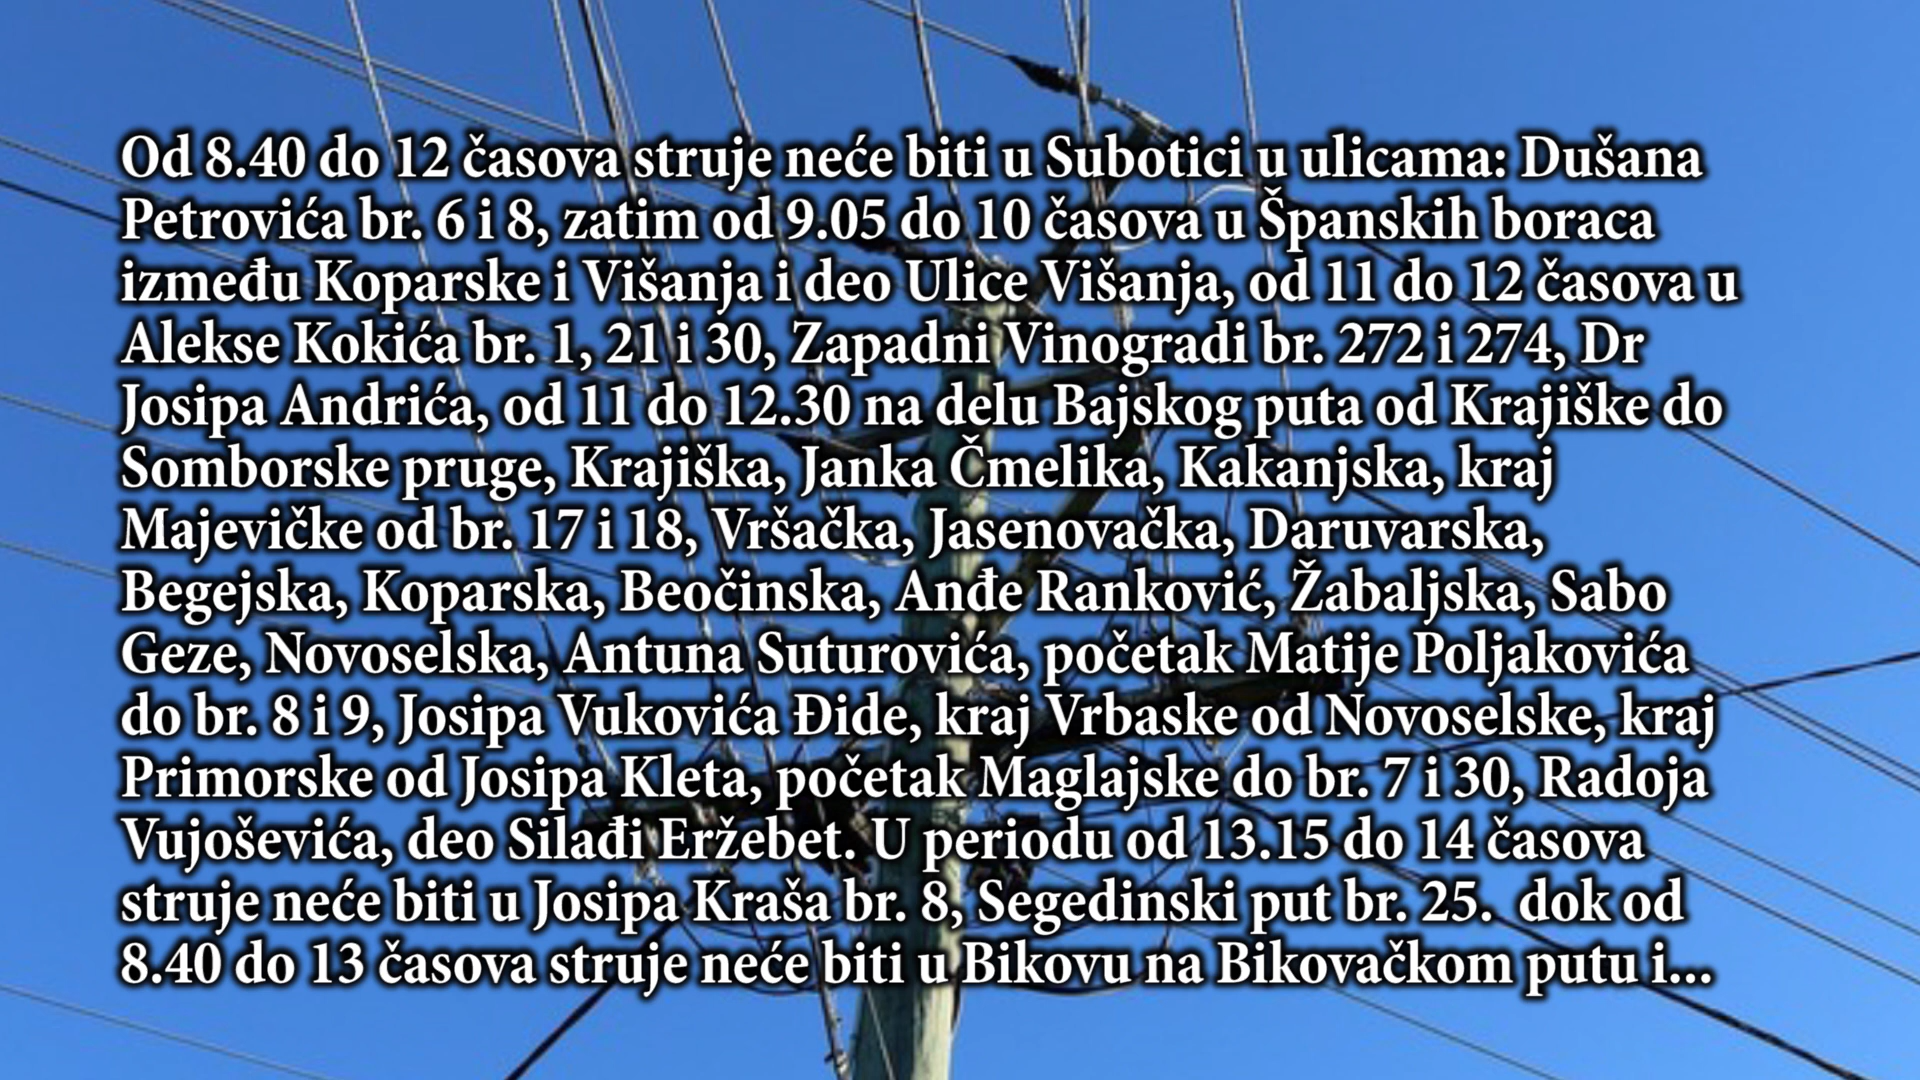 Od 8.40 do 12 časova struje neće biti u Subotici u ulicama: Dušana
Petrovića br. 6 i 8, zatim od 9.05 do 10 časova u Španskih boraca
između Koparske i Višanja i deo Ulice Višanja, od 11 do 12 časova u
Alekse Kokića br. 1, 21 i 30, Zapadni Vinogradi br. 272 i 274, Dr
Josipa Andrića, od 11 do 12.30 na delu Bajskog puta od Krajiške do
Somborske pruge, Krajiška, Janka Čmelika, Kakanjska, kraj
Majevičke od br. 17 i 18, Vršačka, Jasenovačka, Daruvarska,
Begejska, Koparska, Beočinska, Anđe Ranković, Žabaljska, Sabo
Geze, Novoselska, Antuna Suturovića, početak Matije Poljakovića
do br. 8 i 9, Josipa Vukovića Đide, kraj Vrbaske od Novoselske, kraj
Primorske od Josipa Kleta, početak Maglajske do br. 7 i 30, Radoja
Vujoševića, deo Silađi Eržebet. U periodu od 13.15 do 14 časova
struje neće biti u Josipa Kraša br. 8, Segedinski put br. 25.  dok od
8.40 do 13 časova struje neće biti u Bikovu na Bikovačkom putu i...